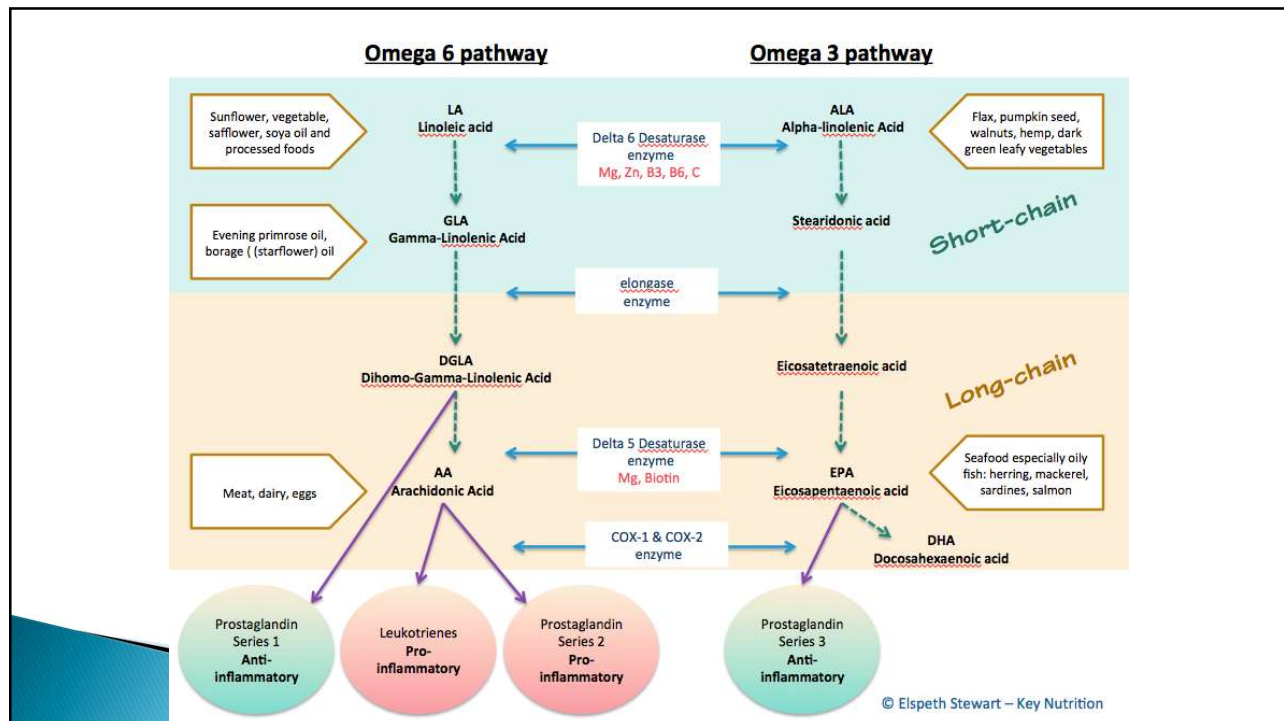 Omega 6 pathway
Omega 3 pathway
Sunflower, vegetable,
safflower, soya oil and
processed foods
LA
Linoleic acid
Delta 6 Desaturase
enzyme
Mg, Zn, B3, B6, C
ALA
Alpha-linolenic Acid
Flax, pumpkin seed,
walnuts, hemp, dark
green leafy vegetables
Evening primrose oil,
borage ( (starflower) oil
GLA
Gamma-Linolenic Acid
Stearidonic acid
Short-chain
elongase
enzyme
DGLA
Dihomo-Gamma-Linolenic Acid
Eicosatetraenoic acid
Long-chain
Meat, dairy, eggs
AA
Arachidonic Acid
Delta 5 Desaturase
enzyme
Mg, Biotin
EPA
Eicosapentaenoic acid
Seafood especially oily
fish: herring, mackerel,
sardines, salmon
COX-1 & COX-2
enzyme
DHA
Docosahexaenoic acid
Prostaglandin
Series 1
Anti-
inflammatory
Leukotrienes
Pro-
inflammatory
Prostaglandin
Series 2
Pro-
inflammatory
Prostaglandin
Series 3
Anti-
inflammatory
© Elspeth Stewart – Key Nutrition